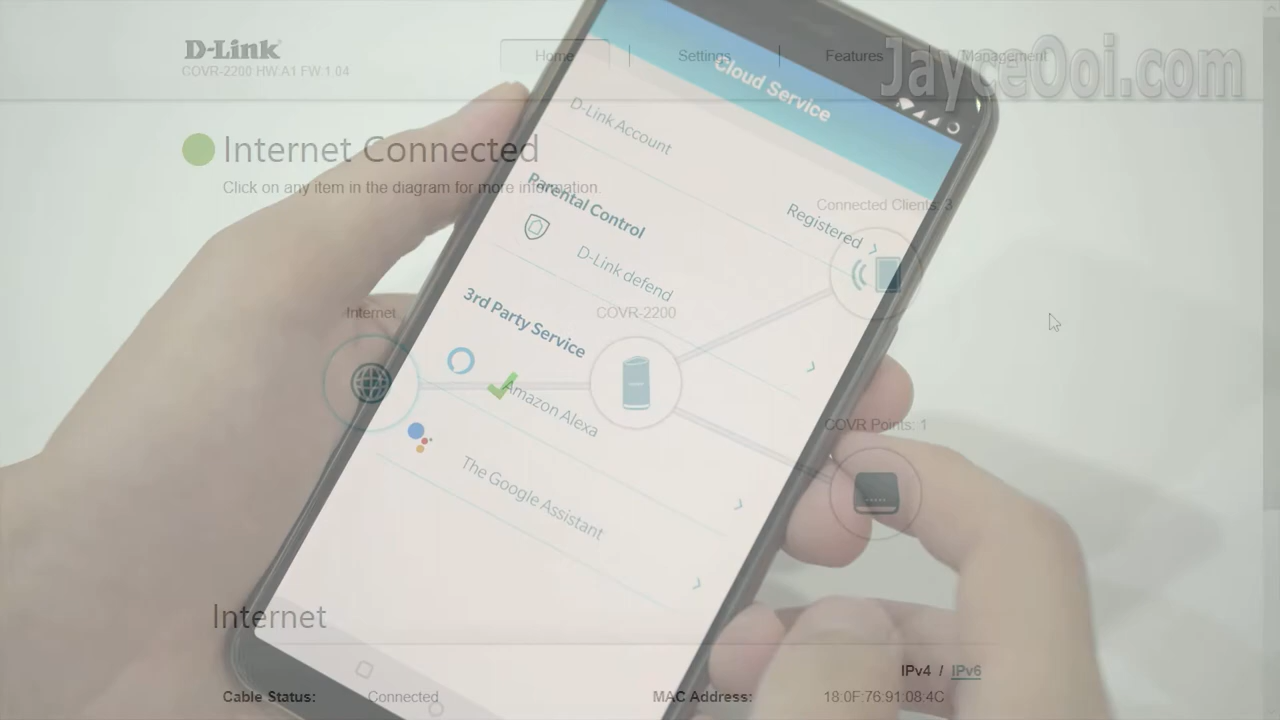 D-Link
COVR-2200 HW:A1 FW:1.04
Home
Settings
Features
Management
JayceOoi.com
Cloud Service
D-Link Account
Internet Connected
Click on any item in the diagram for more information.
Parental Control
Registered
Connected Clients: 3
D-Link defend
3rd Party Service
Internet
COVR-2200
Amazon Alexa
COVR Points: 1
The Google Assistant
Internet
IPv4 / IPv6
Cable Status: Connected
MAC Address: 18:0F:76:91:08:4C